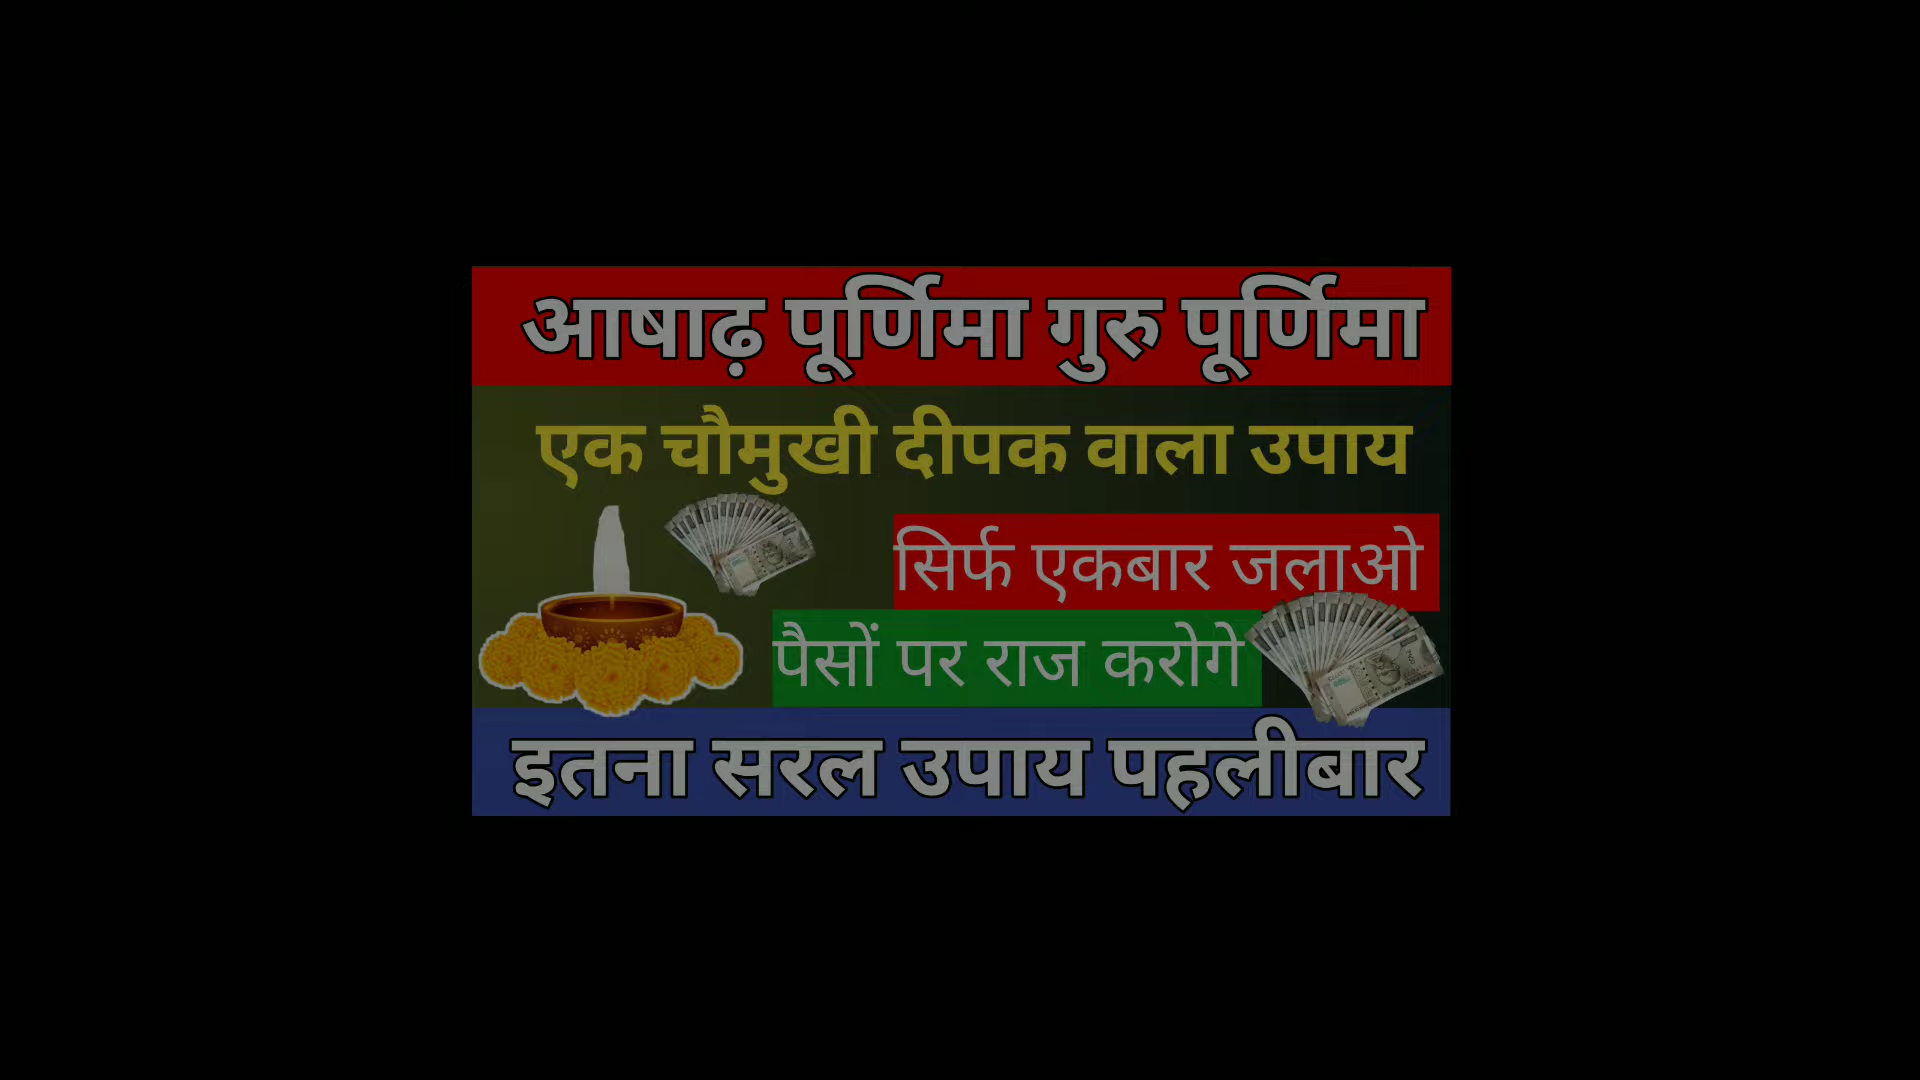 आषाढ़ पूर्णिमा गुरु पूर्णिमा
एक चौमुखी दीपक वाला उपाय
सिर्फ एकबार जलाओ
पैसों पर राज करोगे
इतना सरल उपाय पहलीबार